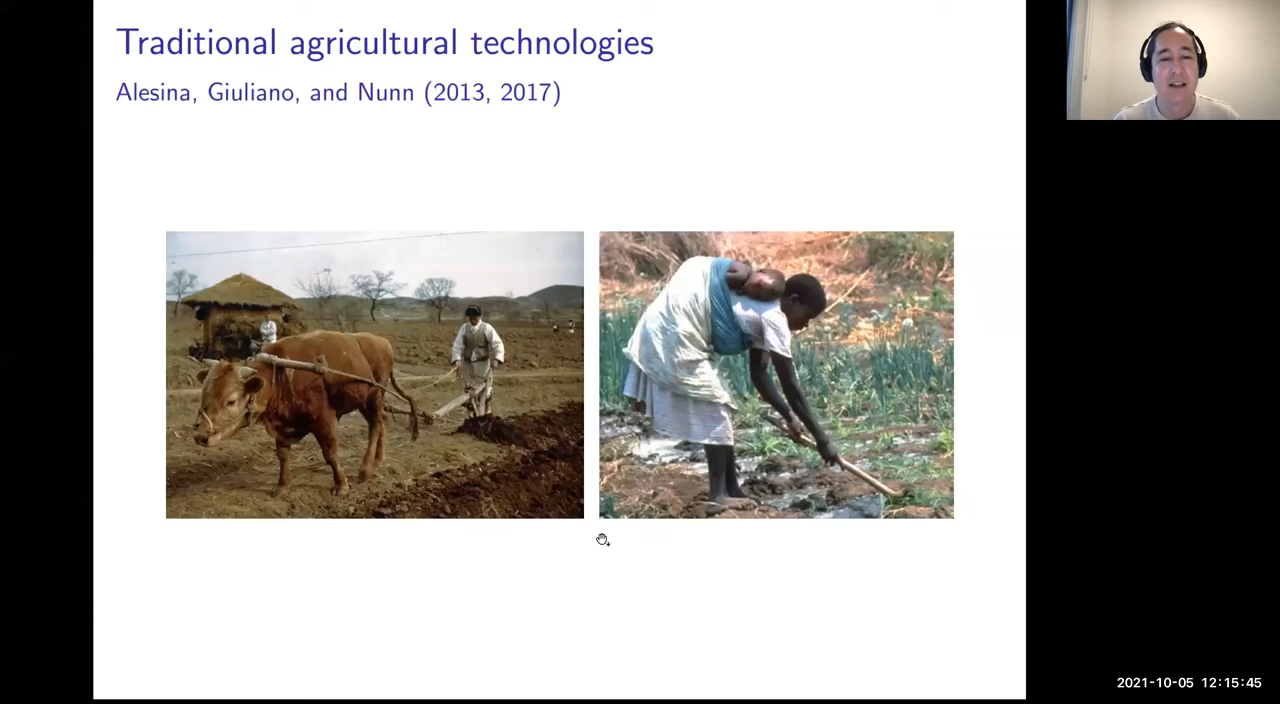 Traditional agricultural technologies
Alesina, Giuliano, and Nunn (2013, 2017)
2021-10-05 12:15:45